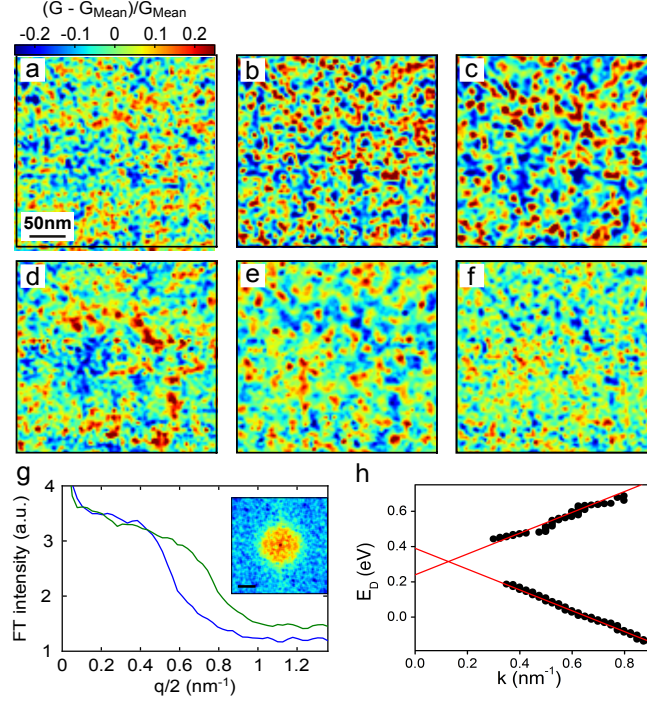 (G - G_Mean)/G_Mean
-0.2 -0.1 0 0.1 0.2
a
b
c
50nm
d
e
f
g
h
4
3
2
1
FT intensity (a.u.)
0 0.2 0.4 0.6 0.8 1 1.2
q/2 (nm⁻¹)
0.6
0.4
0.2
0.0
E_D (eV)
0.0 0.2 0.4 0.6 0.8
k (nm⁻¹)